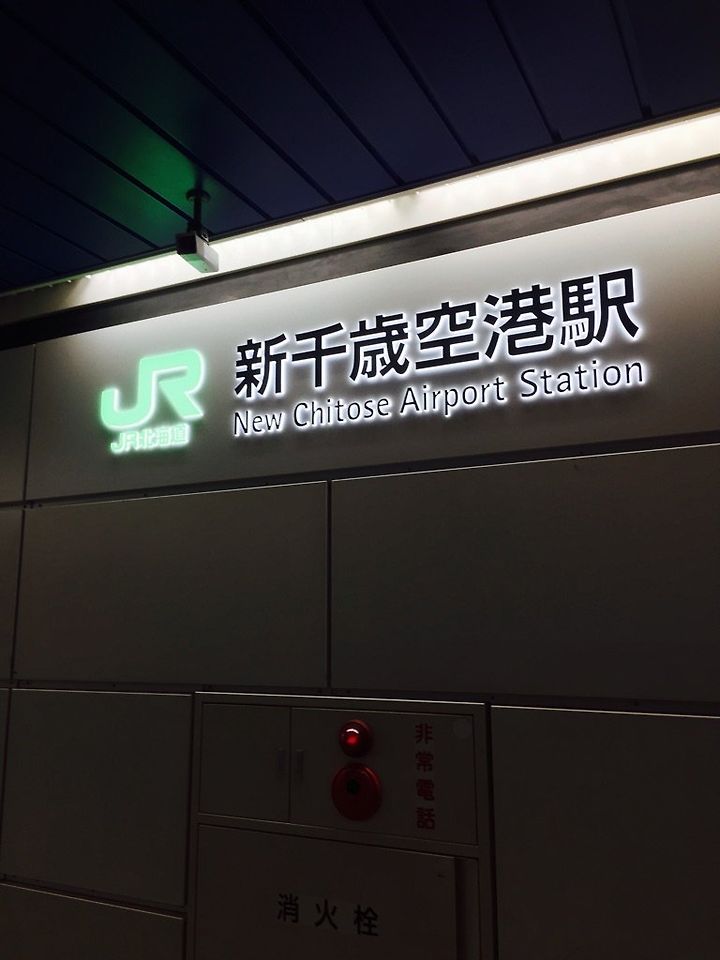 JR
JR北海道
新千歳空港駅
New Chitose Airport Station
非常電話
消火栓